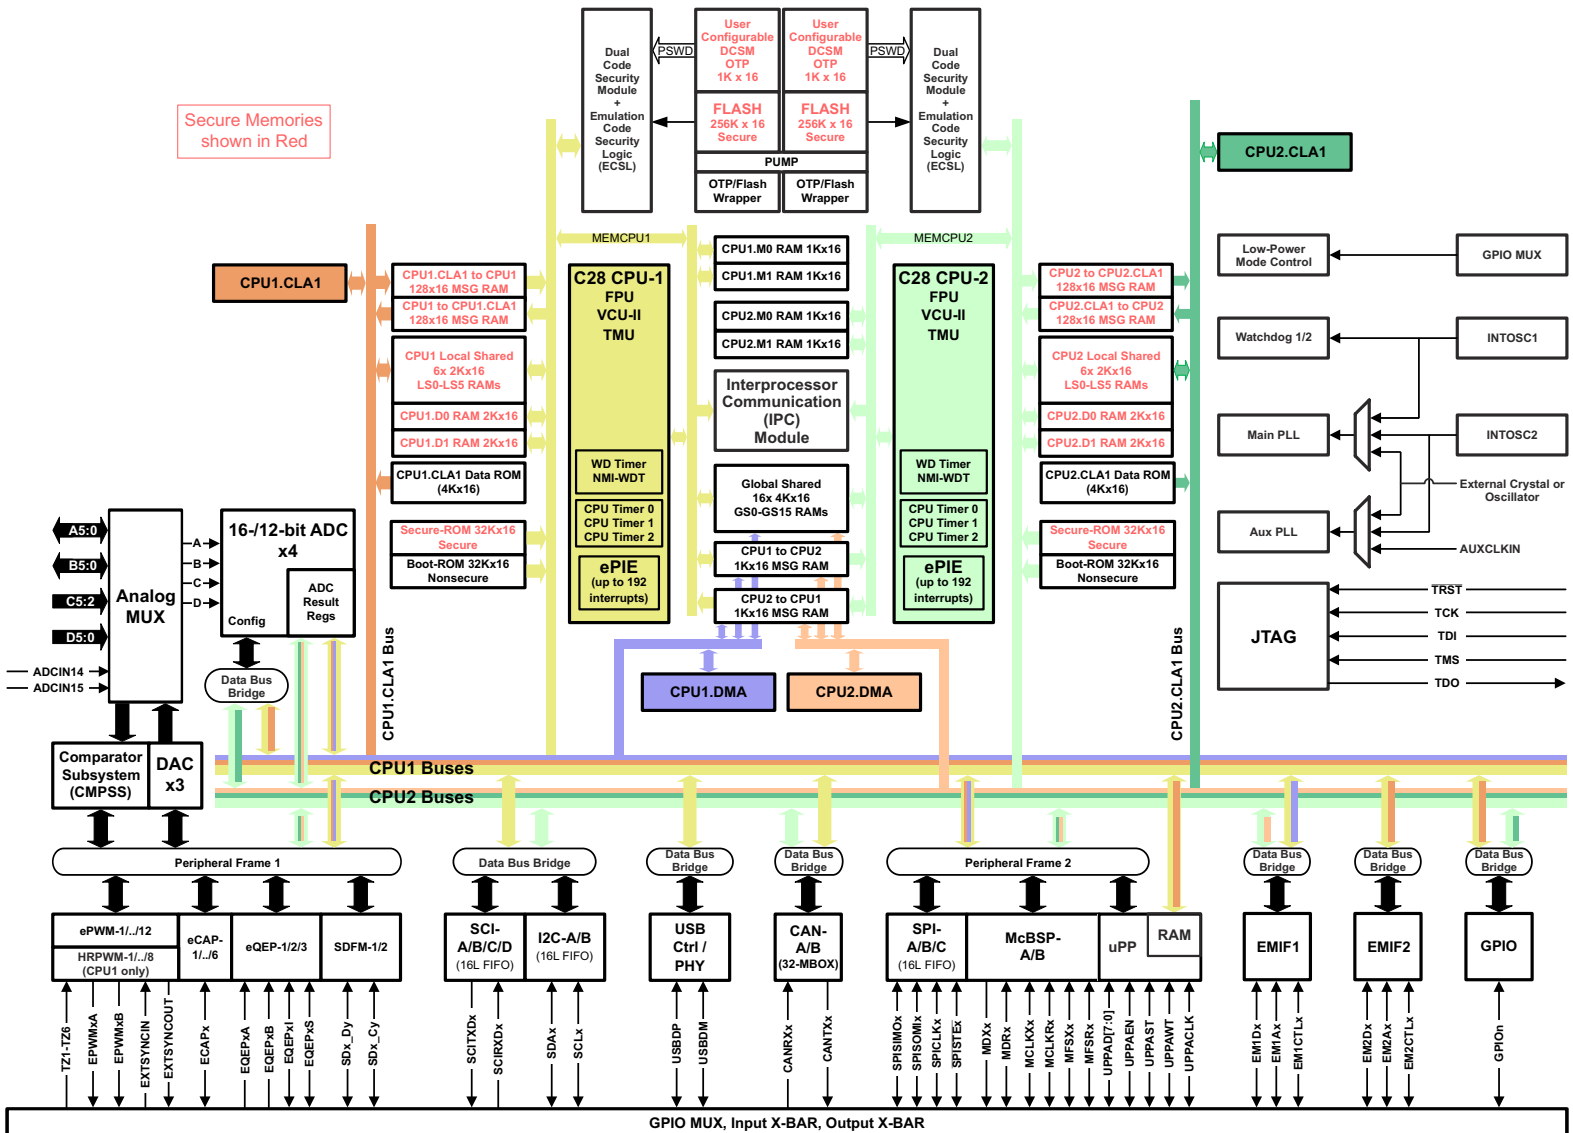 Secure Memories
shown in Red
Dual
Code
Security
Module
+
Emulation
Code
Security
Logic
(ECSL)
PSWD
User
Configurable
DCSM
OTP
1K x 16
User
Configurable
DCSM
OTP
1K x 16
PSWD
Dual
Code
Security
Module
+
Emulation
Code
Security
Logic
(ECSL)
FLASH
256K x 16
Secure
FLASH
256K x 16
Secure
PUMP
OTP/Flash
Wrapper
OTP/Flash
Wrapper
CPU2.CLA1
MEMCPU1
MEMCPU2
CPU1.CLA1
CPU1.CLA1 to CPU1
128x16 MSG RAM
CPU1 to CPU1.CLA1
128x16 MSG RAM
CPU1 Local Shared
6x 2Kx16
LS0-LS5 RAMs
CPU1.D0 RAM 2Kx16
CPU1.D1 RAM 2Kx16
CPU1.CLA1 Data ROM
(4Kx16)
Secure-ROM 32Kx16
Secure
Boot-ROM 32Kx16
Nonsecure
C28 CPU-1
FPU
VCU-II
TMU
WD Timer
NMI-WDT
CPU Timer 0
CPU Timer 1
CPU Timer 2
ePIE
(up to 192
interrupts)
CPU1.M0 RAM 1Kx16
CPU1.M1 RAM 1Kx16
CPU2.M0 RAM 1Kx16
CPU2.M1 RAM 1Kx16
Interprocessor
Communication
(IPC)
Module
Global Shared
16x 4Kx16
GS0-GS15 RAMs
CPU1 to CPU2
1Kx16 MSG RAM
CPU2 to CPU1
1Kx16 MSG RAM
C28 CPU-2
FPU
VCU-II
TMU
WD Timer
NMI-WDT
CPU Timer 0
CPU Timer 1
CPU Timer 2
ePIE
(up to 192
interrupts)
CPU2 to CPU2.CLA1
128x16 MSG RAM
CPU2.CLA1 to CPU2
128x16 MSG RAM
CPU2 Local Shared
6x 2Kx16
LS0-LS5 RAMs
CPU2.D0 RAM 2Kx16
CPU2.D1 RAM 2Kx16
CPU2.CLA1 Data ROM
(4Kx16)
Secure-ROM 32Kx16
Secure
Boot-ROM 32Kx16
Nonsecure
Low-Power
Mode Control
GPIO MUX
Watchdog 1/2
INTOSC1
Main PLL
INTOSC2
External Crystal or
Oscillator
Aux PLL
AUXCLKIN
JTAG
TRST
TCK
TDI
TMS
TDO
A5:0
B5:0
C5:2
D5:0
ADCIN14
ADCIN15
Analog
MUX
A
B
C
D
16-/12-bit ADC
x4
Config
ADC
Result
Regs
Data Bus
Bridge
CPU1.CLA1 Bus
CPU2.CLA1 Bus
CPU1.DMA
CPU2.DMA
Comparator
Subsystem
(CMPSS)
DAC
x3
CPU1 Buses
CPU2 Buses
Peripheral Frame 1
Data Bus Bridge
Data Bus
Bridge
Data Bus
Bridge
Peripheral Frame 2
Data Bus
Bridge
Data Bus
Bridge
Data Bus
Bridge
ePWM-1/../12
HRPWM-1/../8
(CPU1 only)
eCAP-
1/../6
eQEP-1/2/3
SDFM-1/2
SCI-
A/B/C/D
(16L FIFO)
I2C-A/B
(16L FIFO)
USB
Ctrl /
PHY
CAN-
A/B
(32-MBOX)
SPI-
A/B/C
(16L FIFO)
McBSP-
A/B
uPP
RAM
EMIF1
EMIF2
GPIO
TZ1-TZ6
EPWMxA
EPWMxB
EXTSYNCIN
EXTSYNCOUT
ECAPx
EQEPxA
EQEPxB
EQEPxI
EQEPxS
SDx_Dy
SDx_Cy
SCITXDx
SCIRXDx
SDAx
SCLx
USBDP
USBDM
CANRXx
CANTXx
SPISIMOx
SPISOMIx
SPICLKx
SPISTEx
MDXx
MDRx
MCLKXx
MCLKRx
MFSXx
MFSRx
UPPAD[7:0]
UPPAEN
UPPAST
UPPAWT
UPPACLK
EM1Dx
EM1Ax
EM1CTLx
EM2Dx
EM2Ax
EM2CTLx
GPIOn
GPIO MUX, Input X-BAR, Output X-BAR